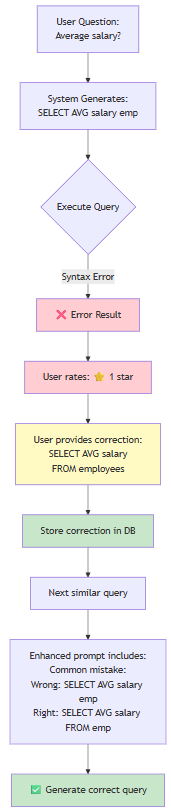 User Question:
Average salary?
System Generates:
SELECT AVG salary emp
Execute Query
Syntax Error
❌ Error Result
User rates: ⭐ 1 star
User provides correction:
SELECT AVG salary
FROM employees
Store correction in DB
Next similar query
Enhanced prompt includes:
Common mistake:
Wrong: SELECT AVG salary
emp
Right: SELECT AVG salary
FROM emp
✅ Generate correct query